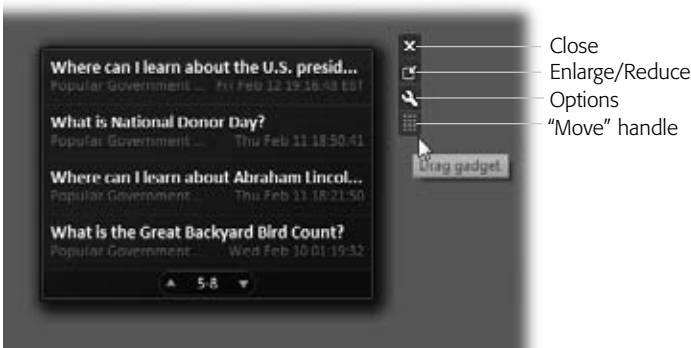 Where can I learn about the U.S. presid...
Popular Government ... Fri Feb 12 19:18:43 EST
What is National Donor Day?
Popular Government ... Thu Feb 11 18:50:41
Where can I learn about Abraham Lincol...
Popular Government ... Thu Feb 11 18:21:50
What is the Great Backyard Bird Count?
Popular Government ... Wed Feb 10 01:19:32
5-8
Close
Enlarge/Reduce
Options
“Move” handle
Drag gadget